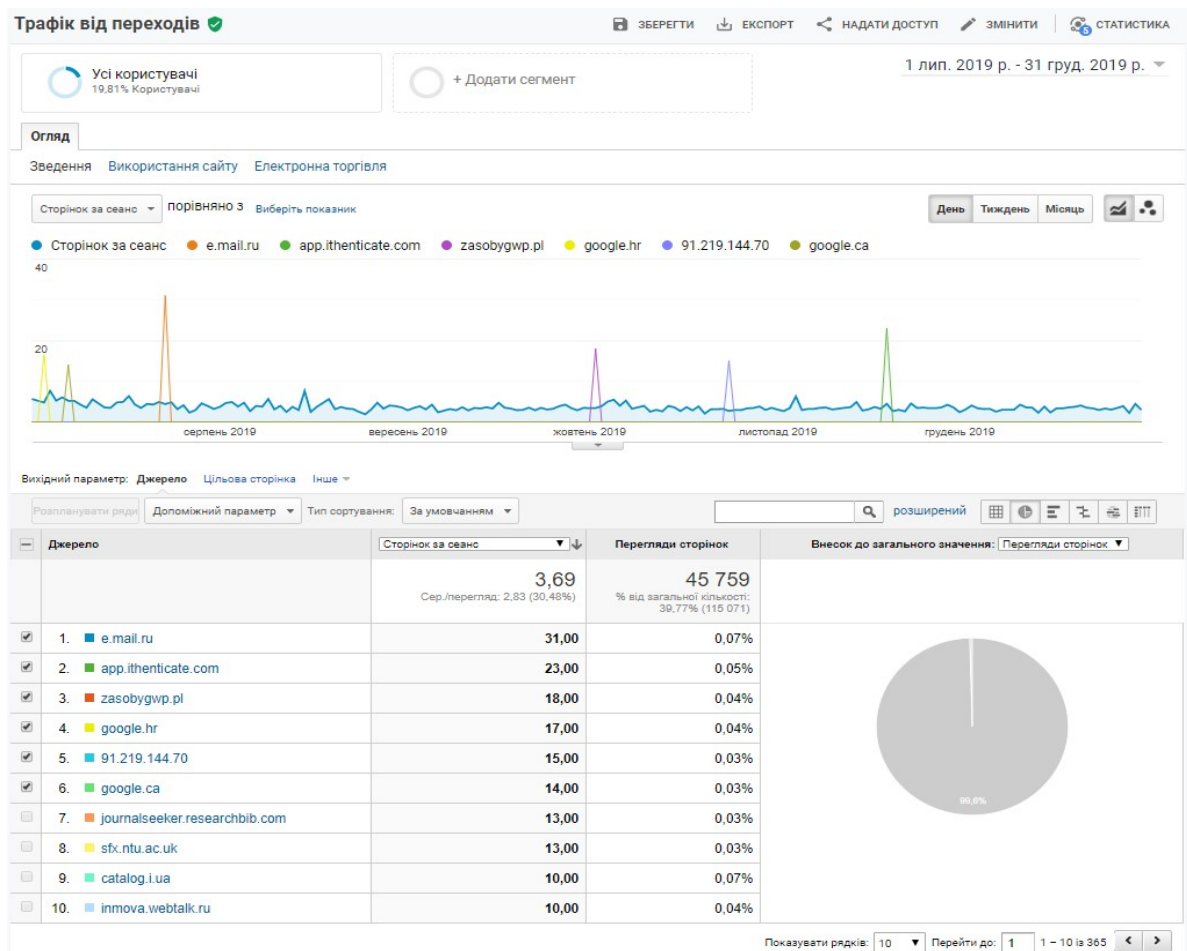 Трафік від переходів
ЗБЕРЕГТИ ЕКСПОРТ НАДАТИ ДОСТУП ЗМІНИТИ 5 СТАТИСТИКА
Усі користувачі
19,81% Користувачі
+ Додати сегмент
1 лип. 2019 р. - 31 груд. 2019 р.
Огляд
Зведення Використання сайту Електронна торгівля
Сторінок за сеанс порівняно з Виберіть показник
День Тиждень Місяць
Сторінок за сеанс e.mail.ru app.ithenticate.com zasobygwp.pl google.hr 91.219.144.70 google.ca
40
20
серпень 2019 вересень 2019 жовтень 2019 листопад 2019 грудень 2019
Вихідний параметр: Джерело Цільова сторінка Інше
Розпланувати ряди Допоміжний параметр Тип сортування: За умовчанням розширений
Джерело Сторінок за сеанс Перегляди сторінок Внесок до загального значення: Перегляди сторінок
3,69 45 759
Сер./перегляд: 2,83 (30,48%) % від загальної кількості:
39,77% (115 071)
1. e.mail.ru 31,00 0,07%
2. app.ithenticate.com 23,00 0,05%
3. zasobygwp.pl 18,00 0,04%
4. google.hr 17,00 0,04%
5. 91.219.144.70 15,00 0,03%
6. google.ca 14,00 0,03%
99,6%
7. journalseeker.researchbib.com 13,00 0,03%
8. sfx.ntu.ac.uk 13,00 0,03%
9. catalog.i.ua 10,00 0,07%
10. inmova.webtalk.ru 10,00 0,04%
Показувати рядків: 10 Перейти до: 1 1 – 10 із 365